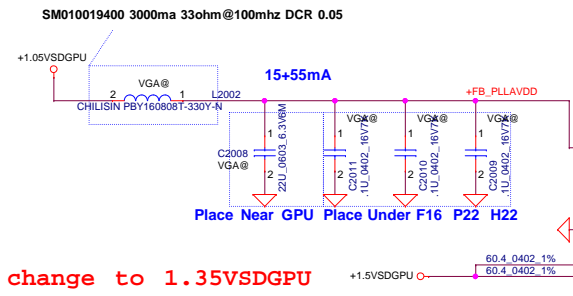 SM010019400 3000ma 33ohm@100mhz DCR 0.05
+1.05VSDGPU
VGA@
15+55mA
2 1 L2002
+FB_PLLAVDD
CHILISIN PBY160808T-330Y-N
VGA@ VGA@ VGA@
1 1 1 1
C2008
VGA@
2 2 2 2
22U_0603_6.3V6M
C2011
.1U_0402_16V7K
C2010
.1U_0402_16V7K
C2009
.1U_0402_16V7K
Place Near GPU Place Under F16 P22 H22
change to 1.35VSDGPU
+1.5VSDGPU
60.4_0402_1%
60.4_0402_1%